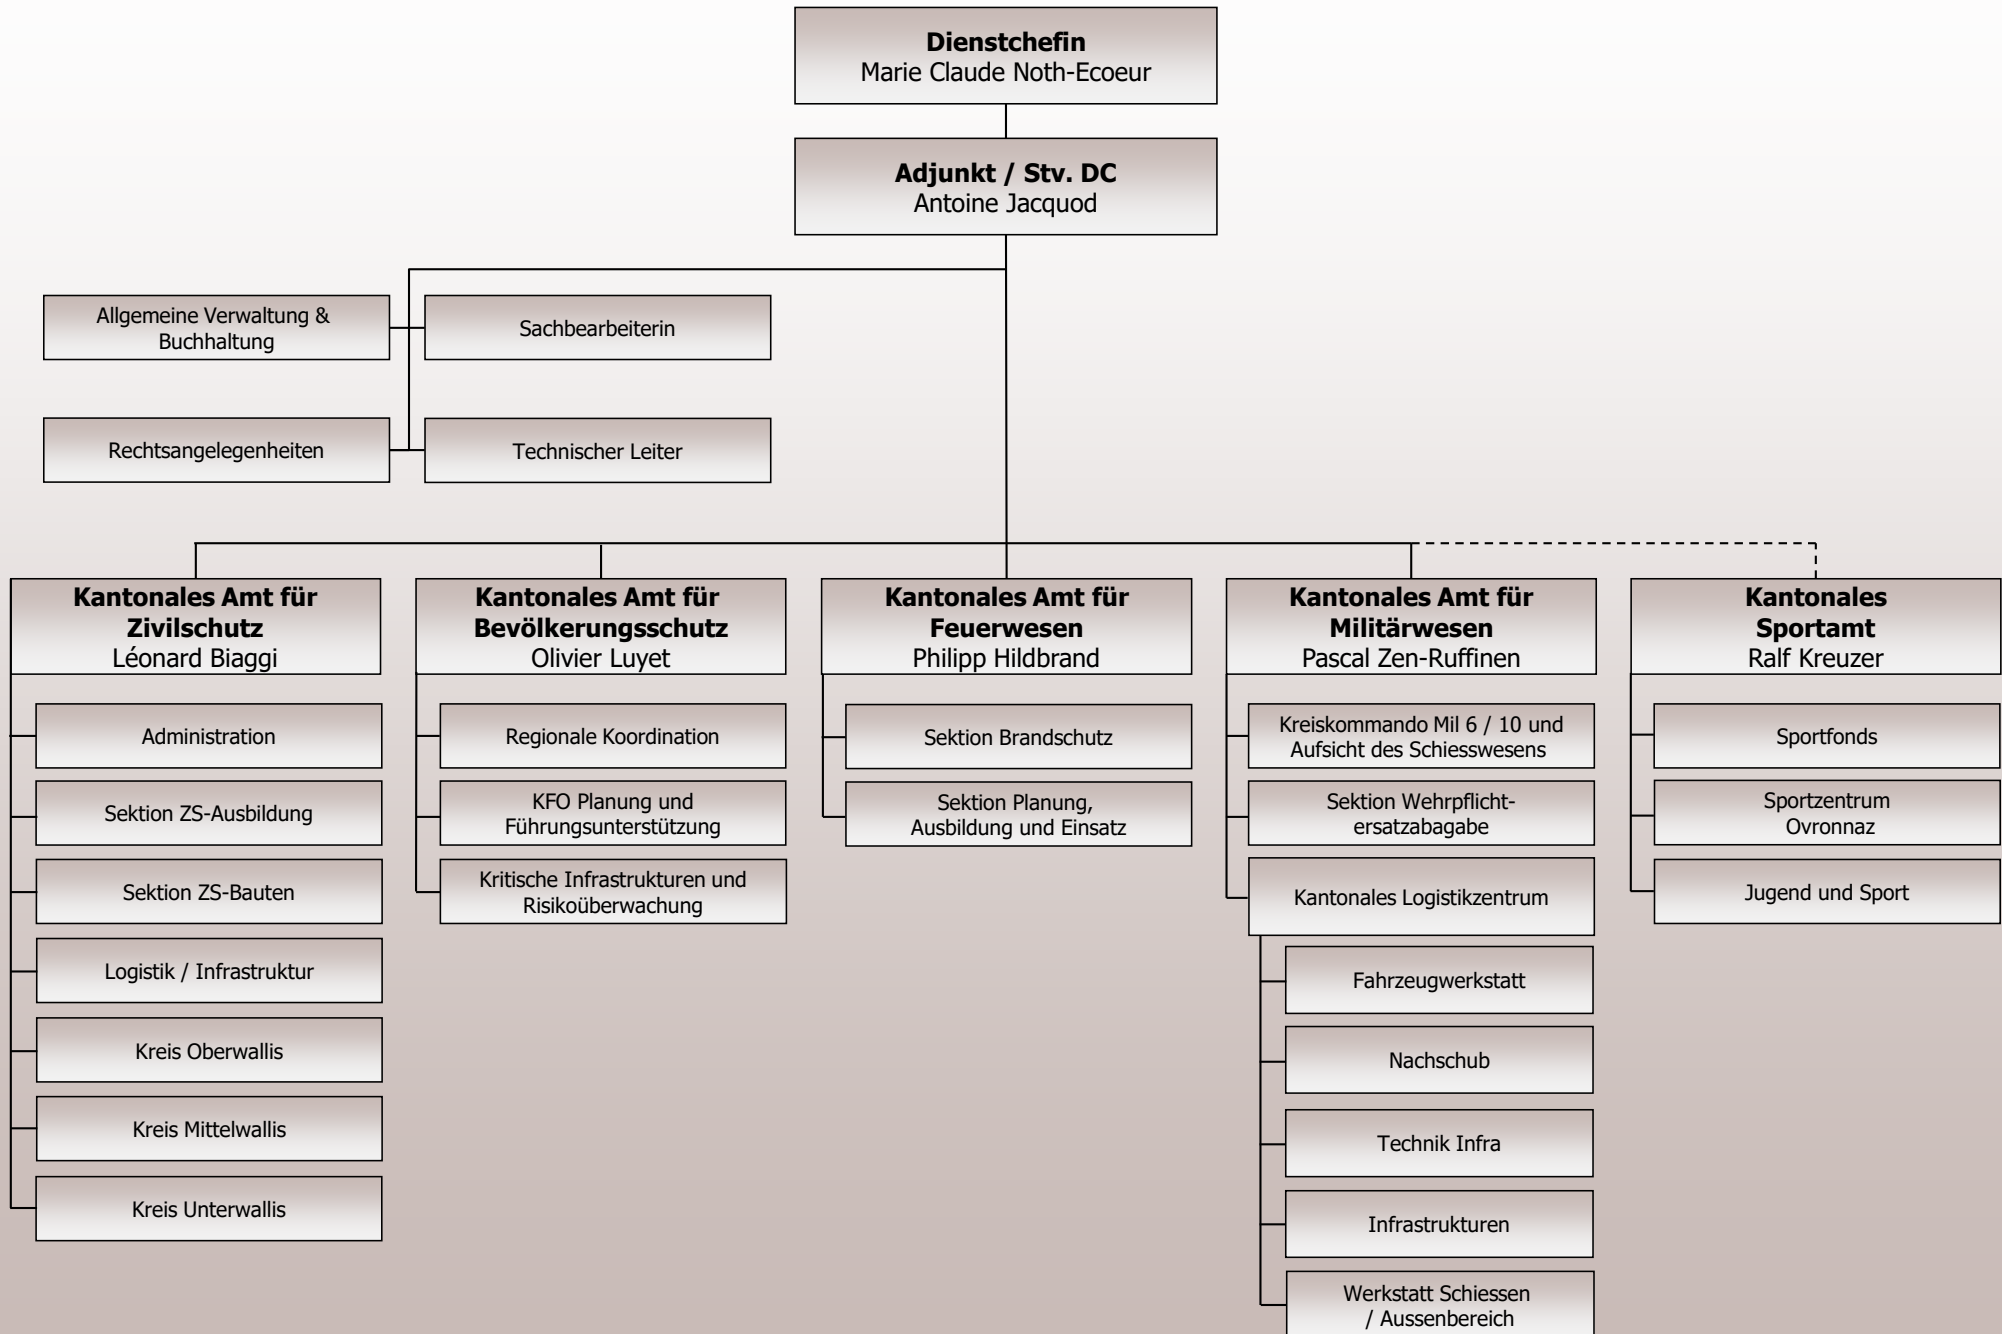 Dienstchefin
Marie Claude Noth-Ecoeur
Adjunkt / Stv. DC
Antoine Jacquod
Allgemeine Verwaltung &
Buchhaltung
Sachbearbeiterin
Rechtsangelegenheiten
Technischer Leiter
Kantonales Amt für
Zivilschutz
Léonard Biaggi
Administration
Sektion ZS-Ausbildung
Sektion ZS-Bauten
Logistik / Infrastruktur
Kreis Oberwallis
Kreis Mittelwallis
Kreis Unterwallis
Kantonales Amt für
Bevölkerungsschutz
Olivier Luyet
Regionale Koordination
KFO Planung und
Führungsunterstützung
Kritische Infrastrukturen und
Risikoüberwachung
Kantonales Amt für
Feuerwesen
Philipp Hildbrand
Sektion Brandschutz
Sektion Planung,
Ausbildung und Einsatz
Kantonales Amt für
Militärwesen
Pascal Zen-Ruffinen
Kreiskommando Mil 6 / 10 und
Aufsicht des Schiesswesens
Sektion Wehrpflicht-
ersatzabagabe
Kantonales Logistikzentrum
Fahrzeugwerkstatt
Nachschub
Technik Infra
Infrastrukturen
Werkstatt Schiessen
/ Aussenbereich
Kantonales
Sportamt
Ralf Kreuzer
Sportfonds
Sportzentrum
Ovronnaz
Jugend und Sport